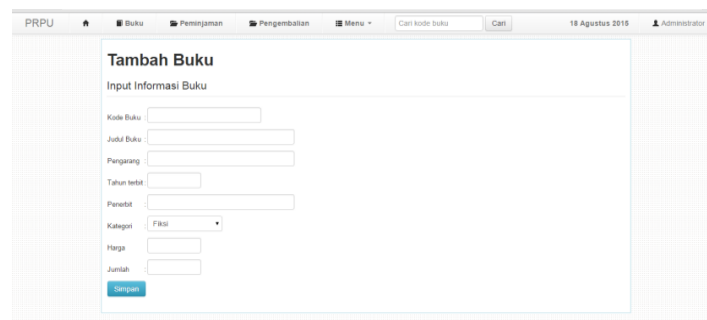 PRPU Buku Peminjaman Pengembalian Menu Cari kode buku Cari 18 Agustus 2015 Administrator
Tambah Buku
Input Informasi Buku
Kode Buku :
Judul Buku :
Pengarang :
Tahun terbit :
Penerbit :
Kategori : Fiksi
Harga
Jumlah :
Simpan